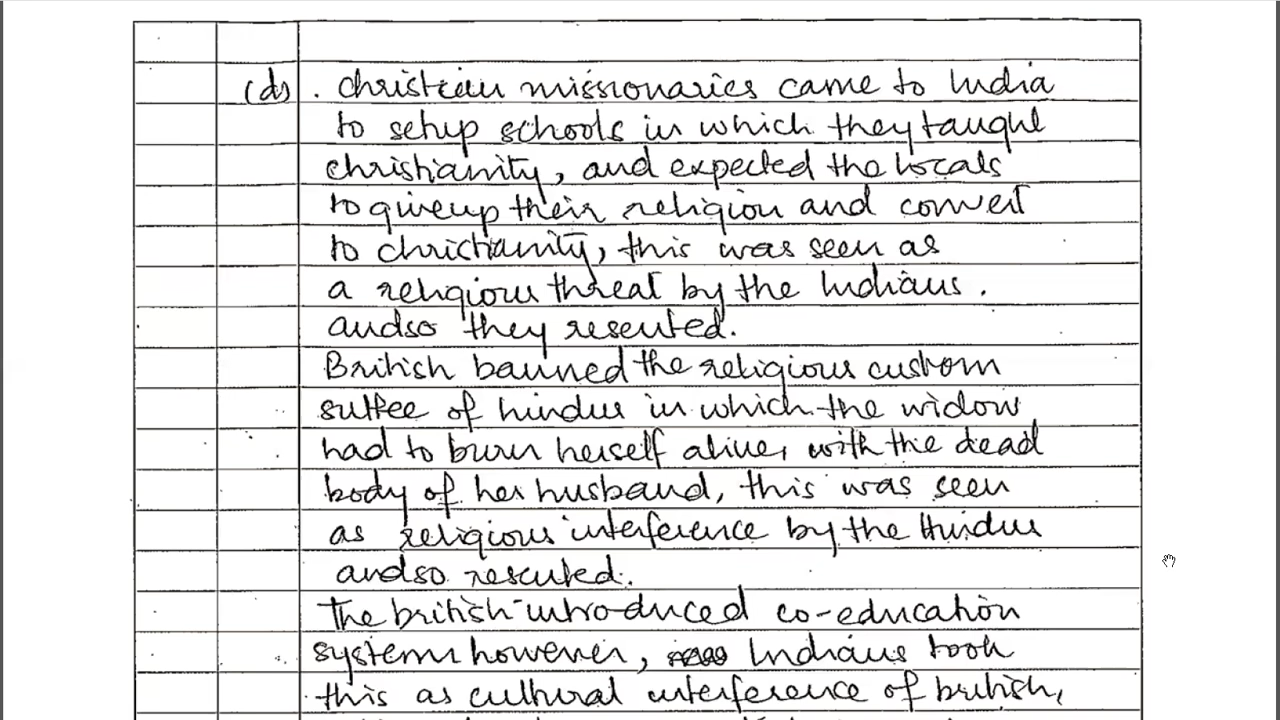 (d). christian missionaries came to India
to setup schools in which they taught
christianity, and expected the locals
to giveup their religion and convert
to christianity, this was seen as
a religious threat by the Indians.
andso they resented.
British banned the religious custom
suttee of hindus in which the widow
had to burn herself alive, with the dead
body of her husband, this was seen
as religious interference by the Hindus
andso resented.
The british introduced co-education
systems however, Indians took
this as cultural interference of british,